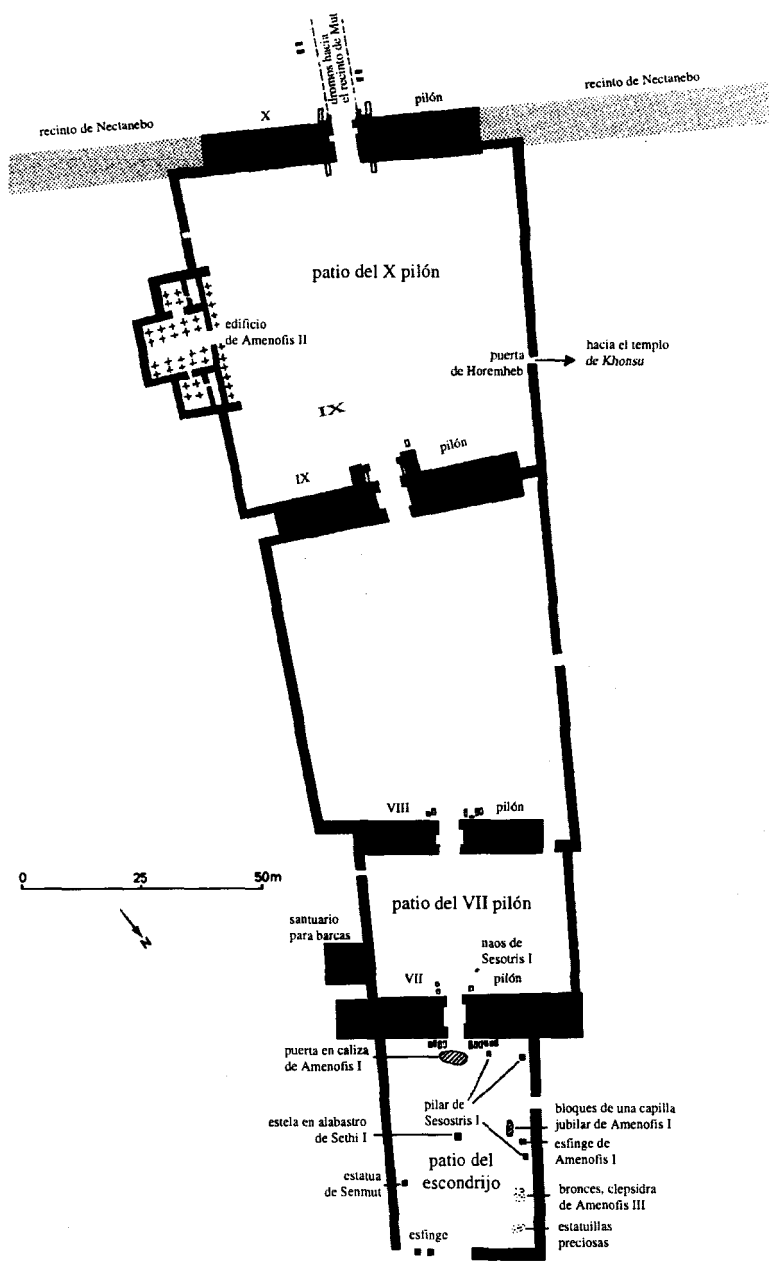 dromos hacia
el recinto de Mut
recinto de Nectanebo
X
pilón
recinto de Nectanebo
patio del X pilón
edificio
de Amenofis II
puerta
de Horemheb
hacia el templo
de Khonsu
IX
IX
pilón
VIII
pilón
0
25
50m
N
patio del VII pilón
santuario
para barcas
naos de
Sesotris I
VII
pilón
puerta en caliza
de Amenofis I
pilar de
Sesostris I
bloques de una capilla
jubilar de Amenofis I
estela en alabastro
de Sethi I
esfinge de
Amenofis I
patio del
escondrijo
estatua
de Senmut
bronces, clepsidra
de Amenofis III
estatuillas
preciosas
esfinge